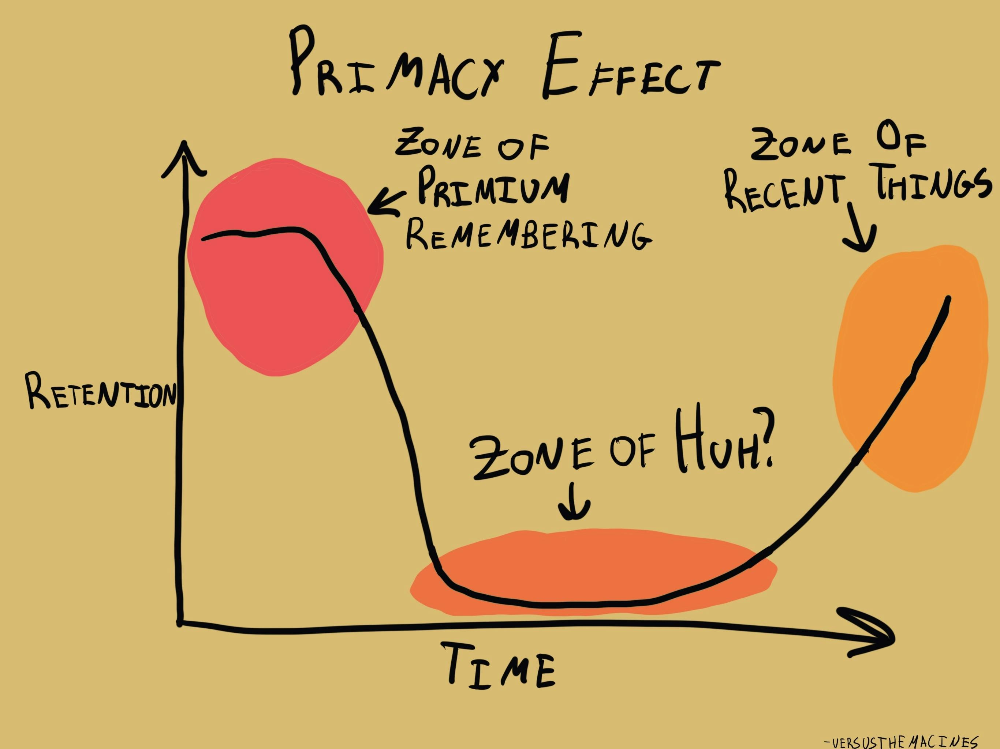 PRIMACY EFFECT
ZONE OF
PRIMIUM
REMEMBERING
ZONE OF
RECENT THINGS
RETENTION
ZONE OF HUH?
TIME
-VERSUSTHEMACINES